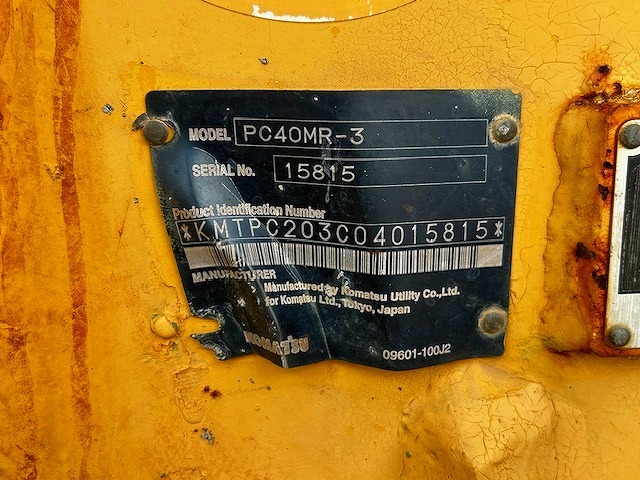 MODEL PC40MR-3
SERIAL No. 15815
Product Identification Number
*KMTPC203C04015815*
MANUFACTURER
Manufactured by Komatsu Utility Co.,Ltd.
for Komatsu Ltd., Tokyo, Japan
KOMATSU
09601-100J2